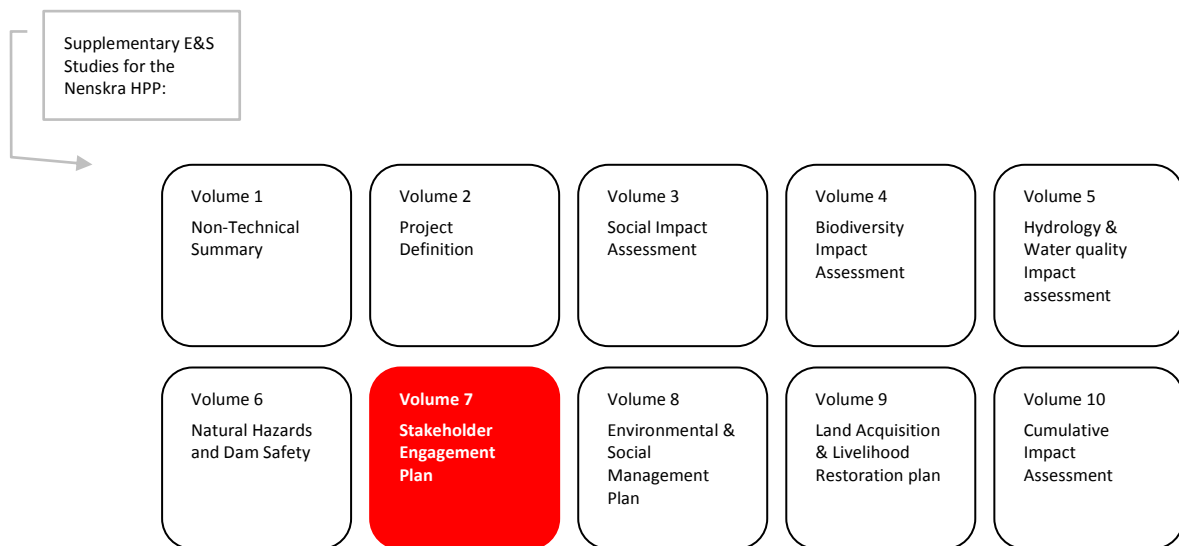 Supplementary E&S
Studies for the
Nenskra HPP:
Volume 1
Non-Technical
Summary
Volume 2
Project
Definition
Volume 3
Social Impact
Assessment
Volume 4
Biodiversity
Impact
Assessment
Volume 5
Hydrology &
Water quality
Impact
assessment
Volume 6
Natural Hazards
and Dam Safety
Volume 7
Stakeholder
Engagement
Plan
Volume 8
Environmental &
Social
Management
Plan
Volume 9
Land Acquisition
& Livelihood
Restoration plan
Volume 10
Cumulative
Impact
Assessment